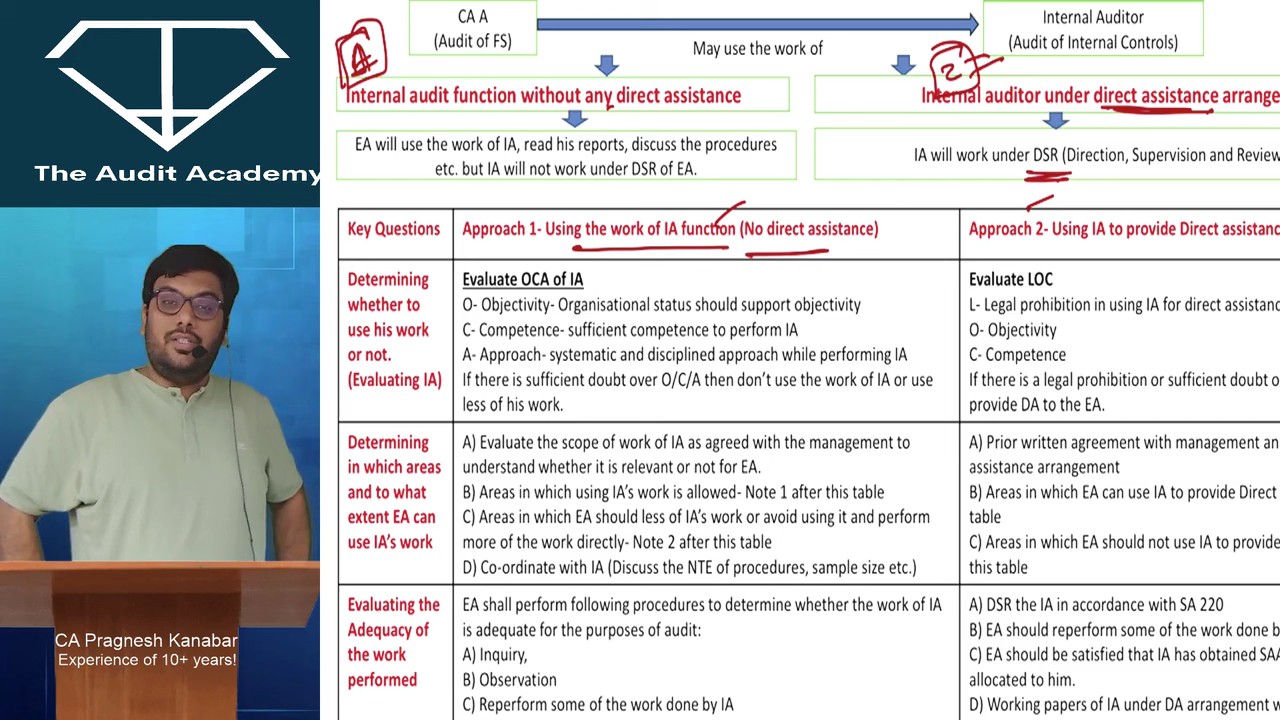 The Audit Academy
CA Pragnesh Kanabar
Experience of 10+ years!
CA A
(Audit of FS)
May use the work of
Internal Auditor
(Audit of Internal Controls)
1
2
Internal audit function without any direct assistance
Internal auditor under direct assistance arrange
EA will use the work of IA, read his reports, discuss the procedures
etc. but IA will not work under DSR of EA.
IA will work under DSR (Direction, Supervision and Review
Key Questions
Approach 1- Using the work of IA function (No direct assistance)
Approach 2- Using IA to provide Direct assistanc
Determining
whether to
use his work
or not.
(Evaluating IA)
Evaluate OCA of IA
O- Objectivity- Organisational status should support objectivity
C- Competence- sufficient competence to perform IA
A- Approach- systematic and disciplined approach while performing IA
If there is sufficient doubt over O/C/A then don't use the work of IA or use
less of his work.
Evaluate LOC
L- Legal prohibition in using IA for direct assistanc
O- Objectivity
C- Competence
If there is a legal prohibition or sufficient doubt o
provide DA to the EA.
Determining
in which areas
and to what
extent EA can
use IA's work
A) Evaluate the scope of work of IA as agreed with the management to
understand whether it is relevant or not for EA.
B) Areas in which using IA's work is allowed- Note 1 after this table
C) Areas in which EA should less of IA's work or avoid using it and perform
more of the work directly- Note 2 after this table
D) Co-ordinate with IA (Discuss the NTE of procedures, sample size etc.)
A) Prior written agreement with management an
assistance arrangement
B) Areas in which EA can use IA to provide Direct
table
C) Areas in which EA should not use IA to provide
this table
Evaluating the
Adequacy of
the work
performed
EA shall perform following procedures to determine whether the work of IA
is adequate for the purposes of audit:
A) Inquiry,
B) Observation
C) Reperform some of the work done by IA
A) DSR the IA in accordance with SA 220
B) EA should reperform some of the work done b
C) EA should be satisfied that IA has obtained SAA
allocated to him.
D) Working papers of IA under DA arrangement w